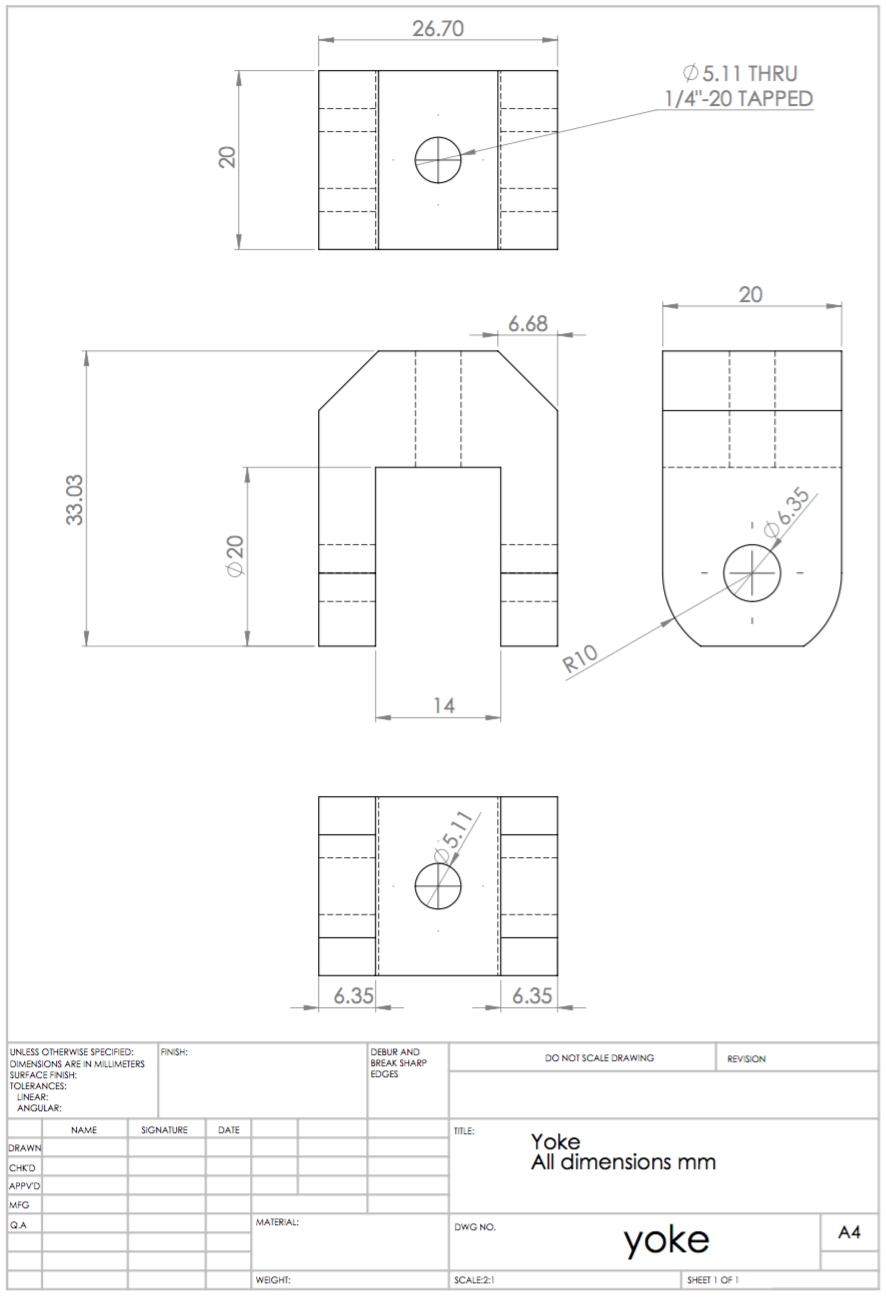 26.70
⌀5.11 THRU
1/4"-20 TAPPED
20
20
6.68
33.03
⌀20
⌀6.35
R10
14
⌀5.11
6.35
6.35
UNLESS OTHERWISE SPECIFIED:
DIMENSIONS ARE IN MILLIMETERS
SURFACE FINISH:
TOLERANCES:
LINEAR:
ANGULAR:
FINISH:
DEBUR AND
BREAK SHARP
EDGES
DO NOT SCALE DRAWING
REVISION
NAME
SIGNATURE
DATE
DRAWN
CHK'D
APPV'D
MFG
Q.A
TITLE:
Yoke
All dimensions mm
MATERIAL:
DWG NO.
yoke
A4
WEIGHT:
SCALE:2:1
SHEET 1 OF 1